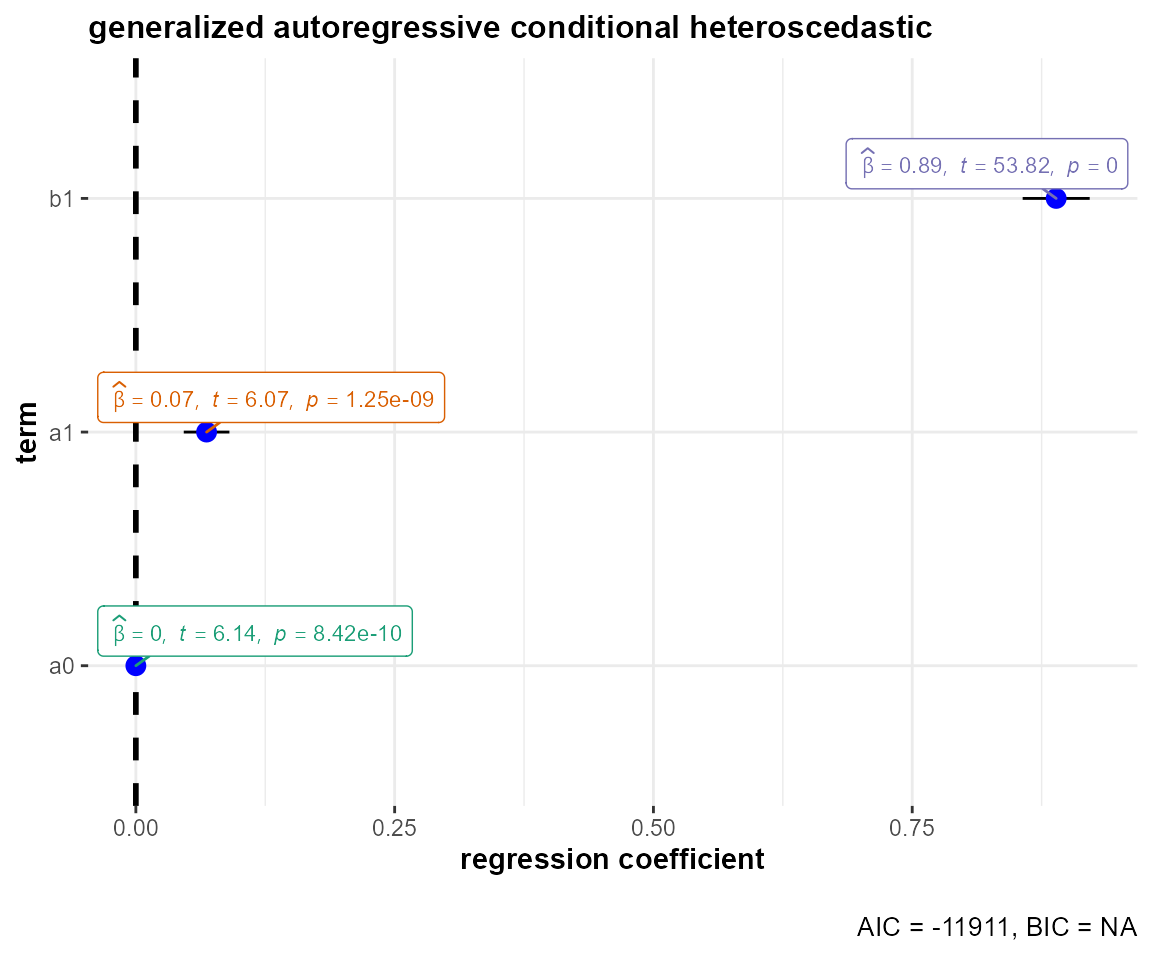 generalized autoregressive conditional heteroscedastic
b1
β̂ = 0.89, t = 53.82, p = 0
term
a1
β̂ = 0.07, t = 6.07, p = 1.25e-09
a0
β̂ = 0, t = 6.14, p = 8.42e-10
0.00 0.25 0.50 0.75
regression coefficient
AIC = -11911, BIC = NA